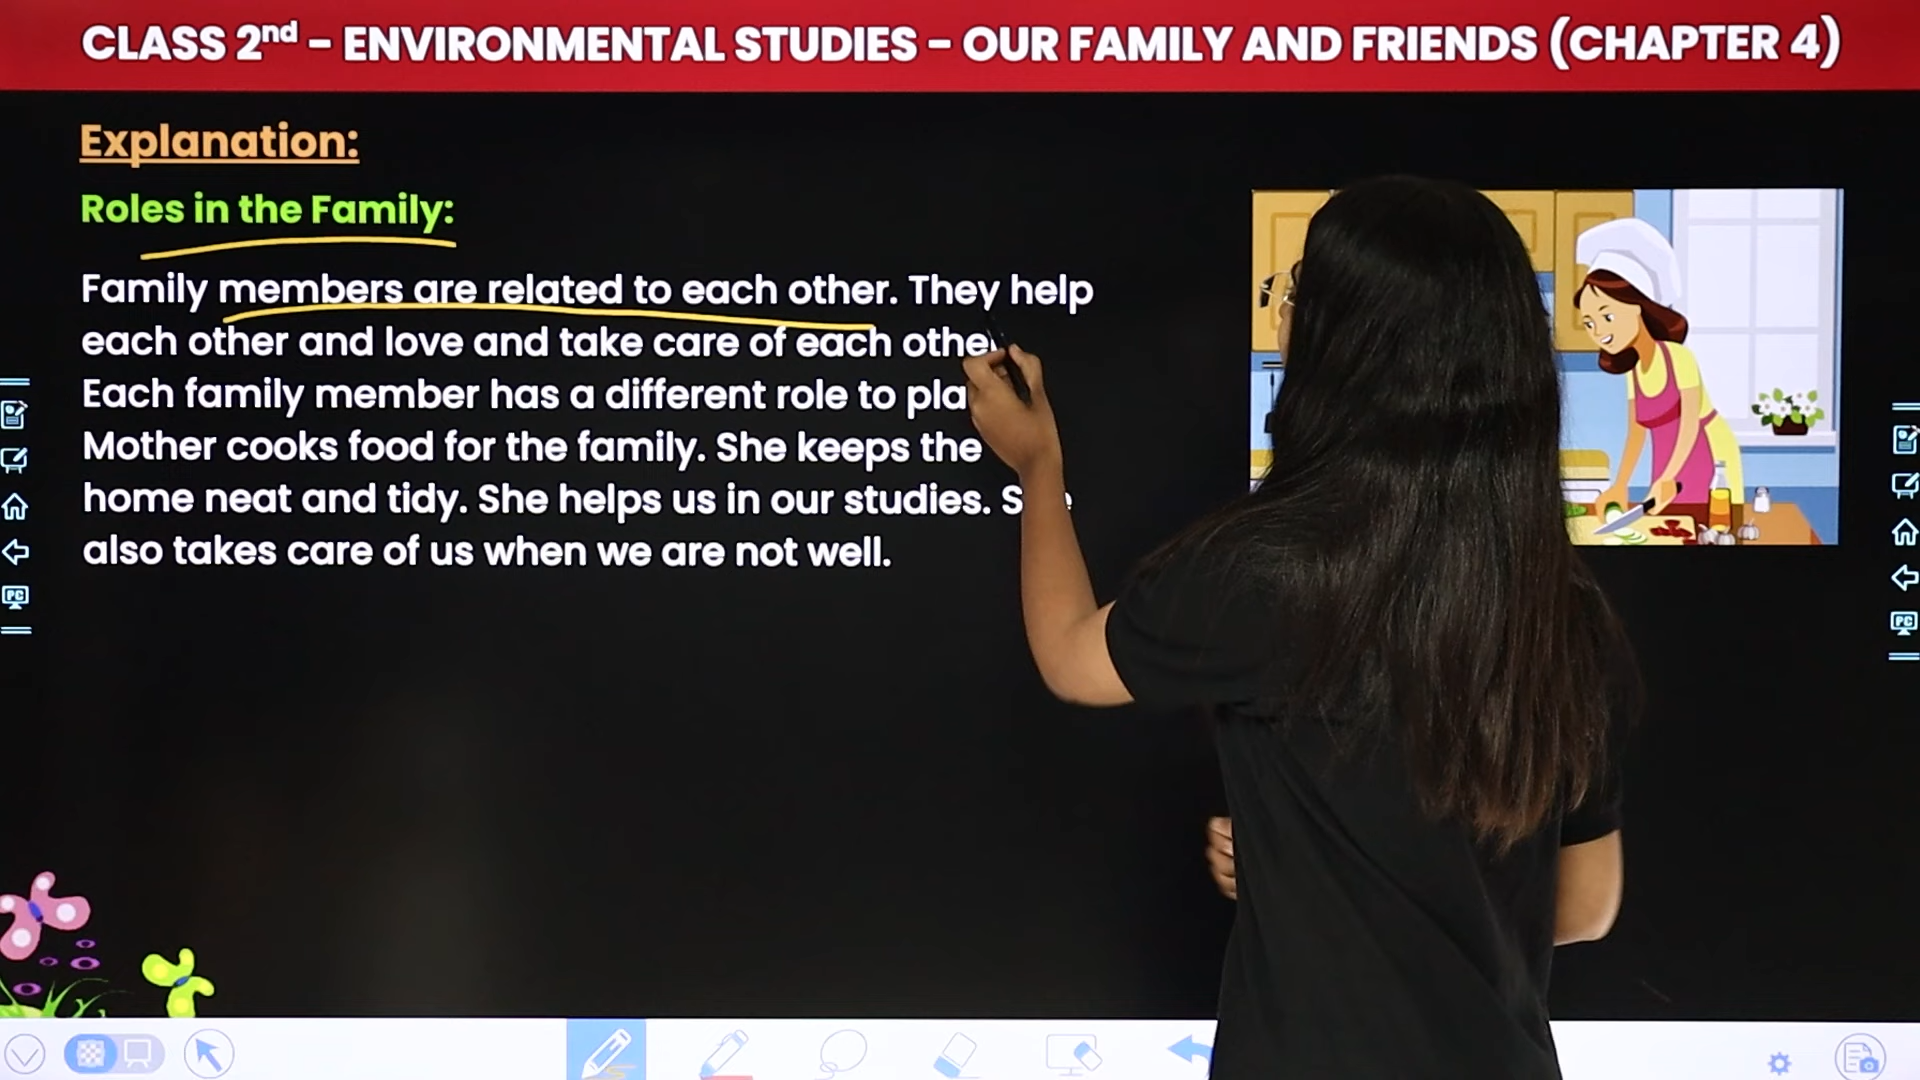 CLASS 2nd – ENVIRONMENTAL STUDIES – OUR FAMILY AND FRIENDS (CHAPTER 4)
Explanation:
Roles in the Family:
Family members are related to each other. They help
each other and love and take care of each
Each family member has a different role to
Mother cooks food for the family. She keeps the
home neat and tidy. She helps us in our studies.
also takes care of us when we are not well.
PC
PC